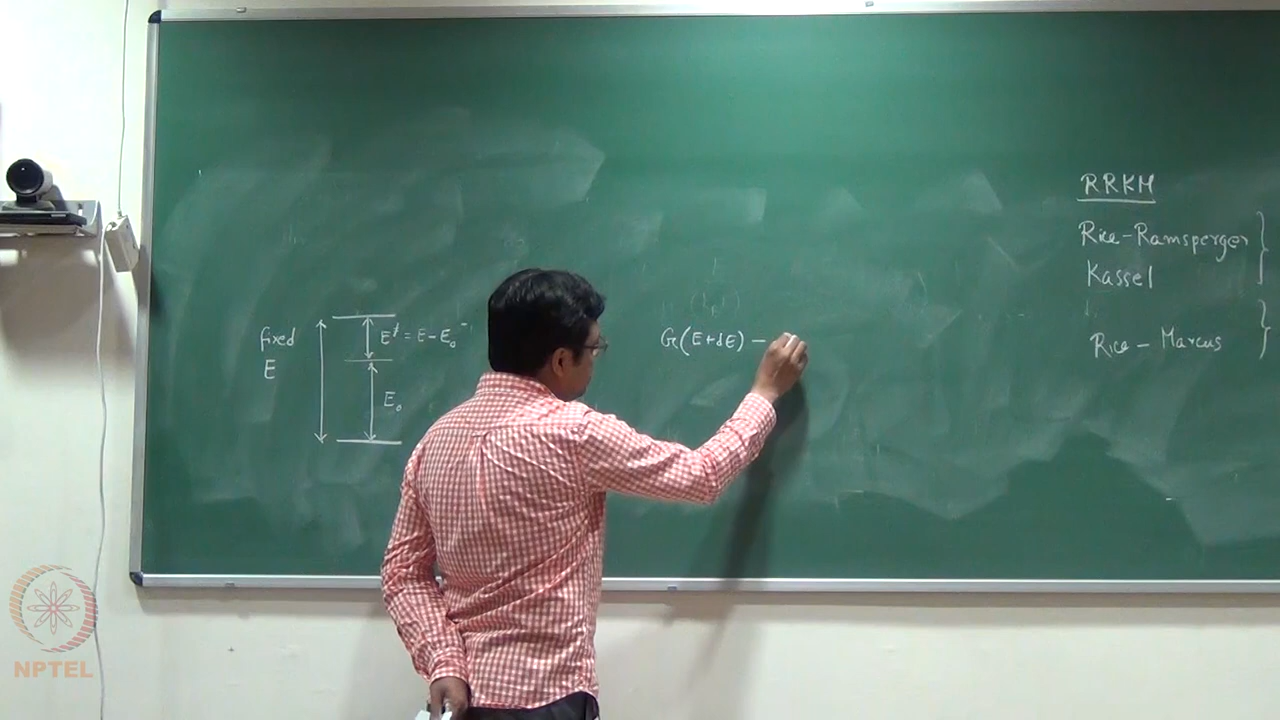 fixed
E
E≠ = E - E₀
E₀
G(E+dE) -
RRKM
Rice-Ramsperger
Kassel
Rice - Marcus
NPTEL